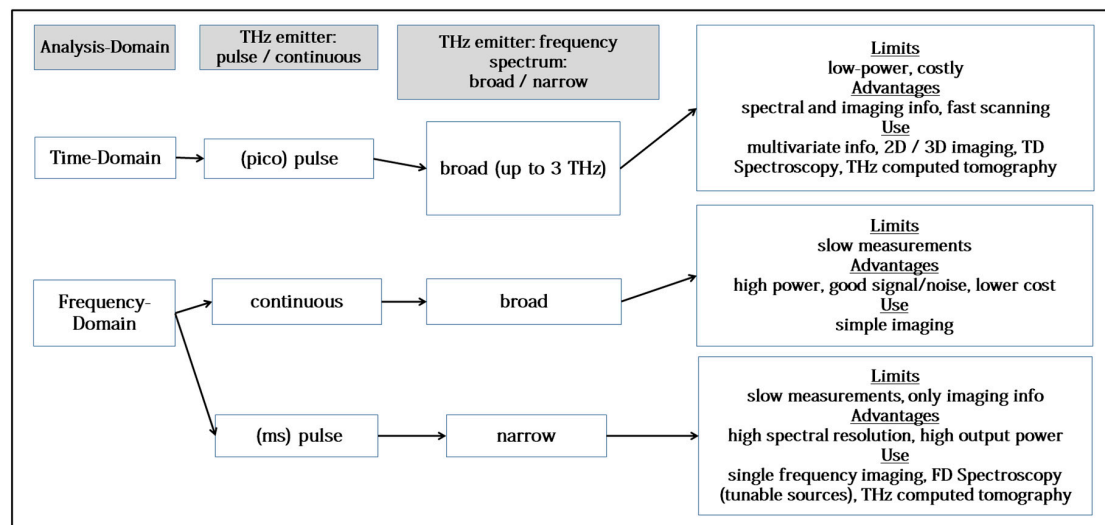 Analysis-Domain
THz emitter:
pulse / continuous
THz emitter: frequency
spectrum:
broad / narrow
Time-Domain
(pico) pulse
broad (up to 3 THz)
Limits
low-power, costly
Advantages
spectral and imaging info, fast scanning
Use
multivariate info, 2D / 3D imaging, TD
Spectroscopy, THz computed tomography
Frequency-
Domain
continuous
broad
Limits
slow measurements
Advantages
high power, good signal/noise, lower cost
Use
simple imaging
(ms) pulse
narrow
Limits
slow measurements, only imaging info
Advantages
high spectral resolution, high output power
Use
single frequency imaging, FD Spectroscopy
(tunable sources), THz computed tomography